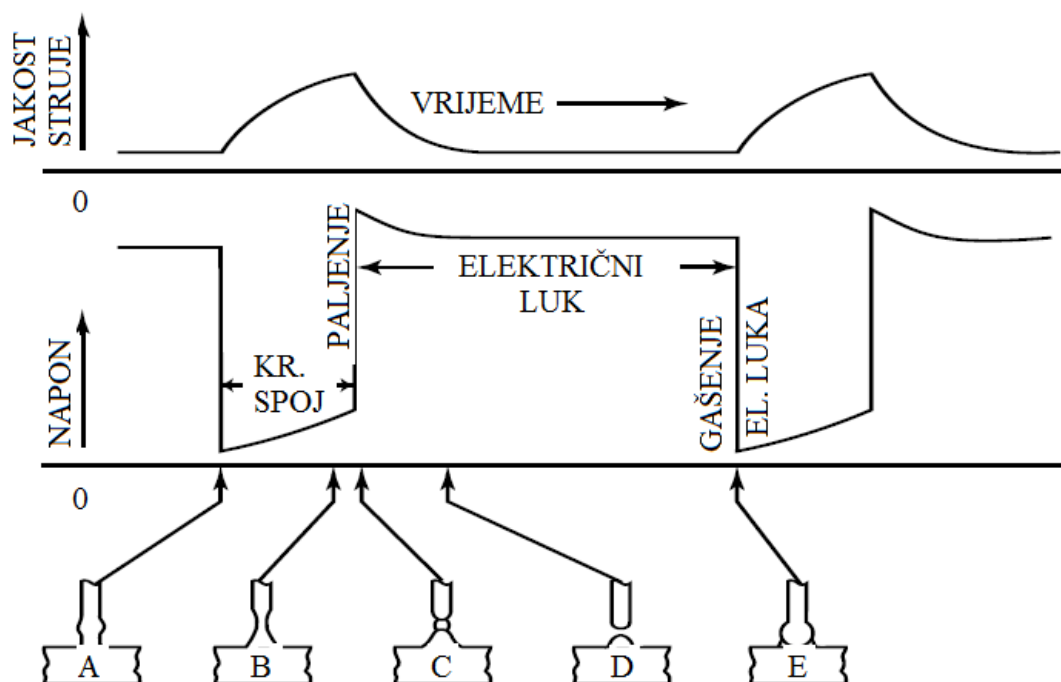 JAKOST
STRUJE
VRIJEME
0
NAPON
KR.
SPOJ
PALJENJE
ELEKTRIČNI
LUK
GAŠENJE
EL. LUKA
0
A
B
C
D
E